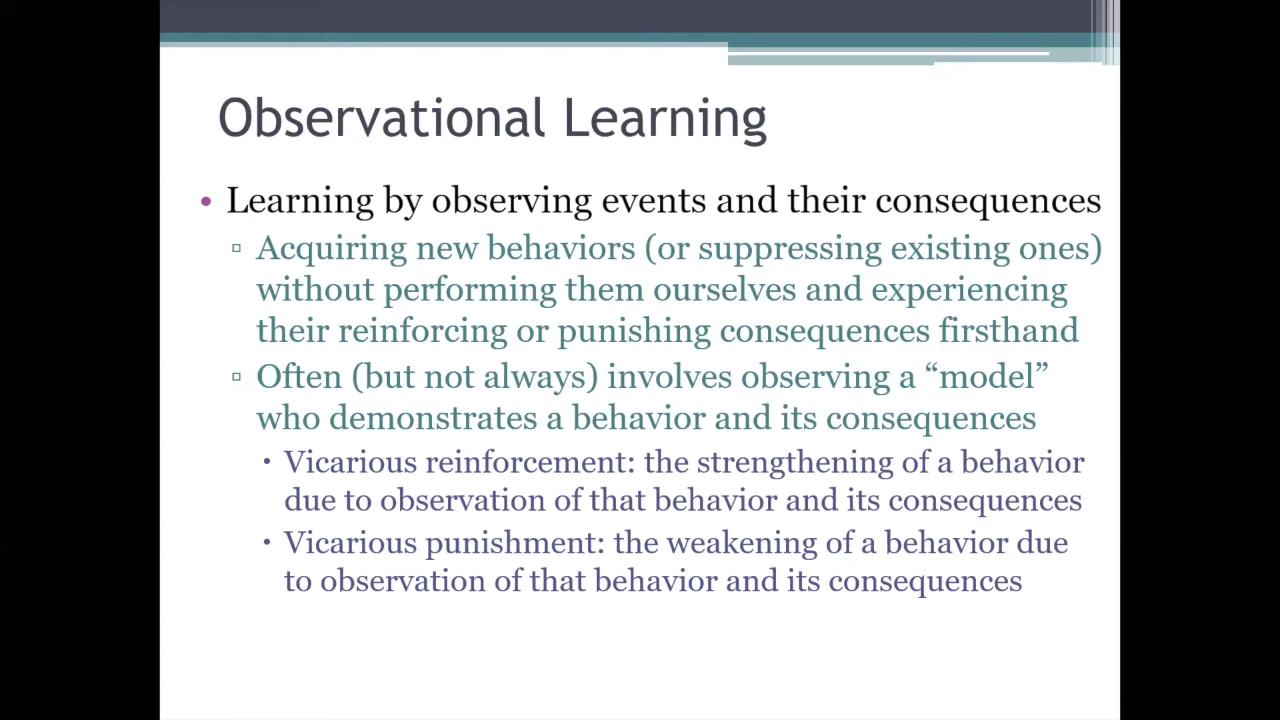 Observational Learning
• Learning by observing events and their consequences
▫ Acquiring new behaviors (or suppressing existing ones)
without performing them ourselves and experiencing
their reinforcing or punishing consequences firsthand
▫ Often (but not always) involves observing a “model”
who demonstrates a behavior and its consequences
▪ Vicarious reinforcement: the strengthening of a behavior
due to observation of that behavior and its consequences
▪ Vicarious punishment: the weakening of a behavior due
to observation of that behavior and its consequences